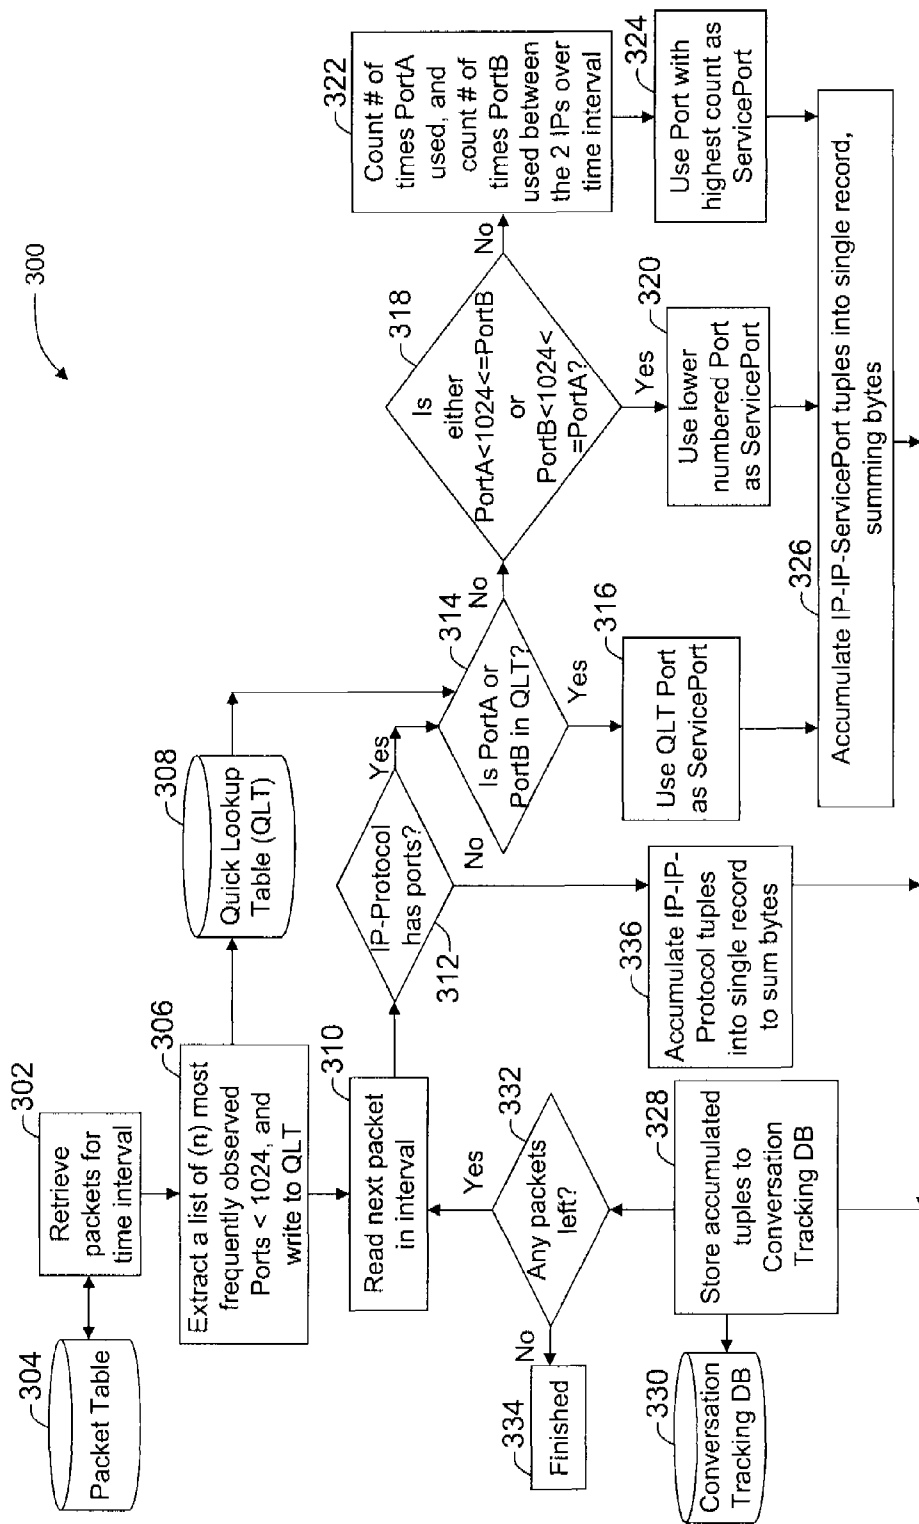 300
302
Retrieve
packets for
time interval
304
Packet Table
306
Extract a list of (n) most
frequently observed
Ports < 1024, and
write to QLT
308
Quick Lookup
Table (QLT)
310
Read next packet
in interval
312
IP-Protocol
has ports?
Yes
No
314
Is PortA or
PortB in QLT?
No
Yes
316
Use QLT Port
as ServicePort
318
Is
either
PortA<1024<=PortB
or
PortB<1024<
=PortA?
No
Yes
320
Use lower
numbered Port
as ServicePort
322
Count # of
times PortA
used, and
count # of
times PortB
used between
the 2 IPs over
time interval
324
Use Port with
highest count as
ServicePort
326
Accumulate IP-IP-ServicePort tuples into single record,
summing bytes
336
Accumulate IP-IP-IP-
Protocol tuples
into single record
to sum bytes
328
Store accumulated
tuples to
Conversation
Tracking DB
330
Conversation
Tracking DB
332
Any packets
left?
Yes
No
334
Finished